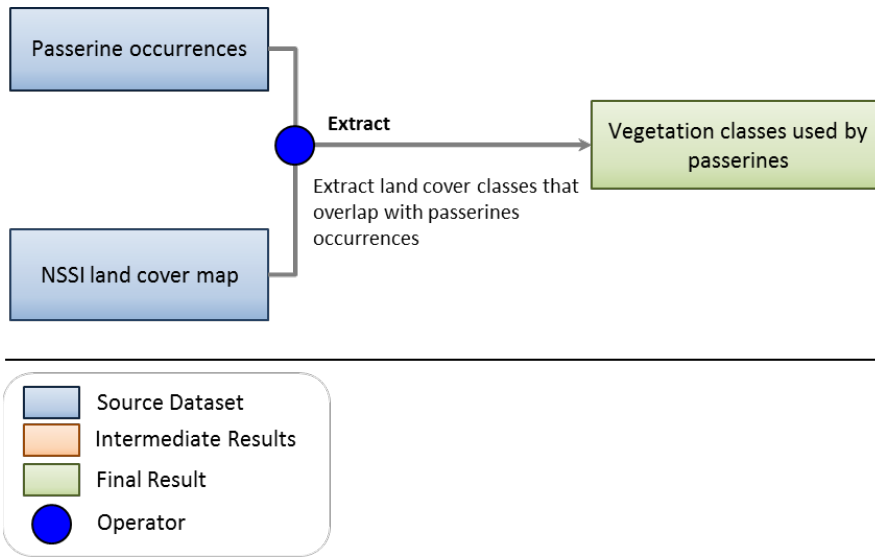 Passerine occurrences
Extract
Vegetation classes used by
passerines
Extract land cover classes that
overlap with passerines
occurrences
NSSI land cover map
Source Dataset
Intermediate Results
Final Result
Operator